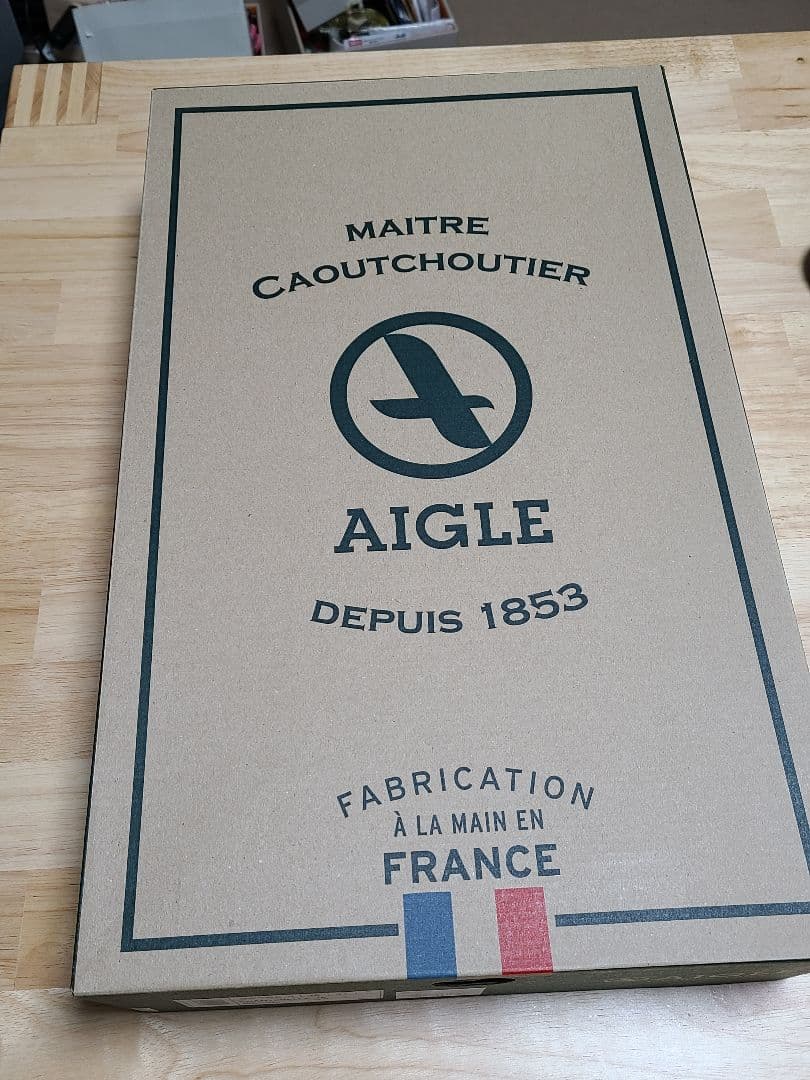 MAITRE
CAOUTCHOUTIER
AIGLE
DEPUIS 1853
FABRICATION
À LA MAIN EN
FRANCE